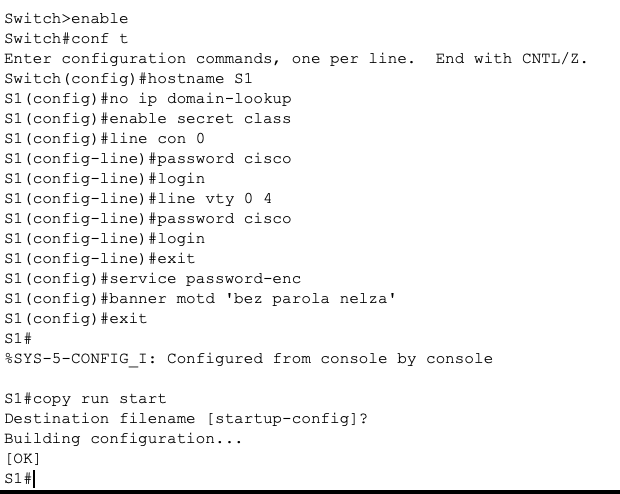 Switch>enable
Switch#conf t
Enter configuration commands, one per line.  End with CNTL/Z.
Switch(config)#hostname S1
S1(config)#no ip domain-lookup
S1(config)#enable secret class
S1(config)#line con 0
S1(config-line)#password cisco
S1(config-line)#login
S1(config-line)#line vty 0 4
S1(config-line)#password cisco
S1(config-line)#login
S1(config-line)#exit
S1(config)#service password-enc
S1(config)#banner motd 'bez parola nelza'
S1(config)#exit
S1#
%SYS-5-CONFIG_I: Configured from console by console
S1#copy run start
Destination filename [startup-config]?
Building configuration...
[OK]
S1#